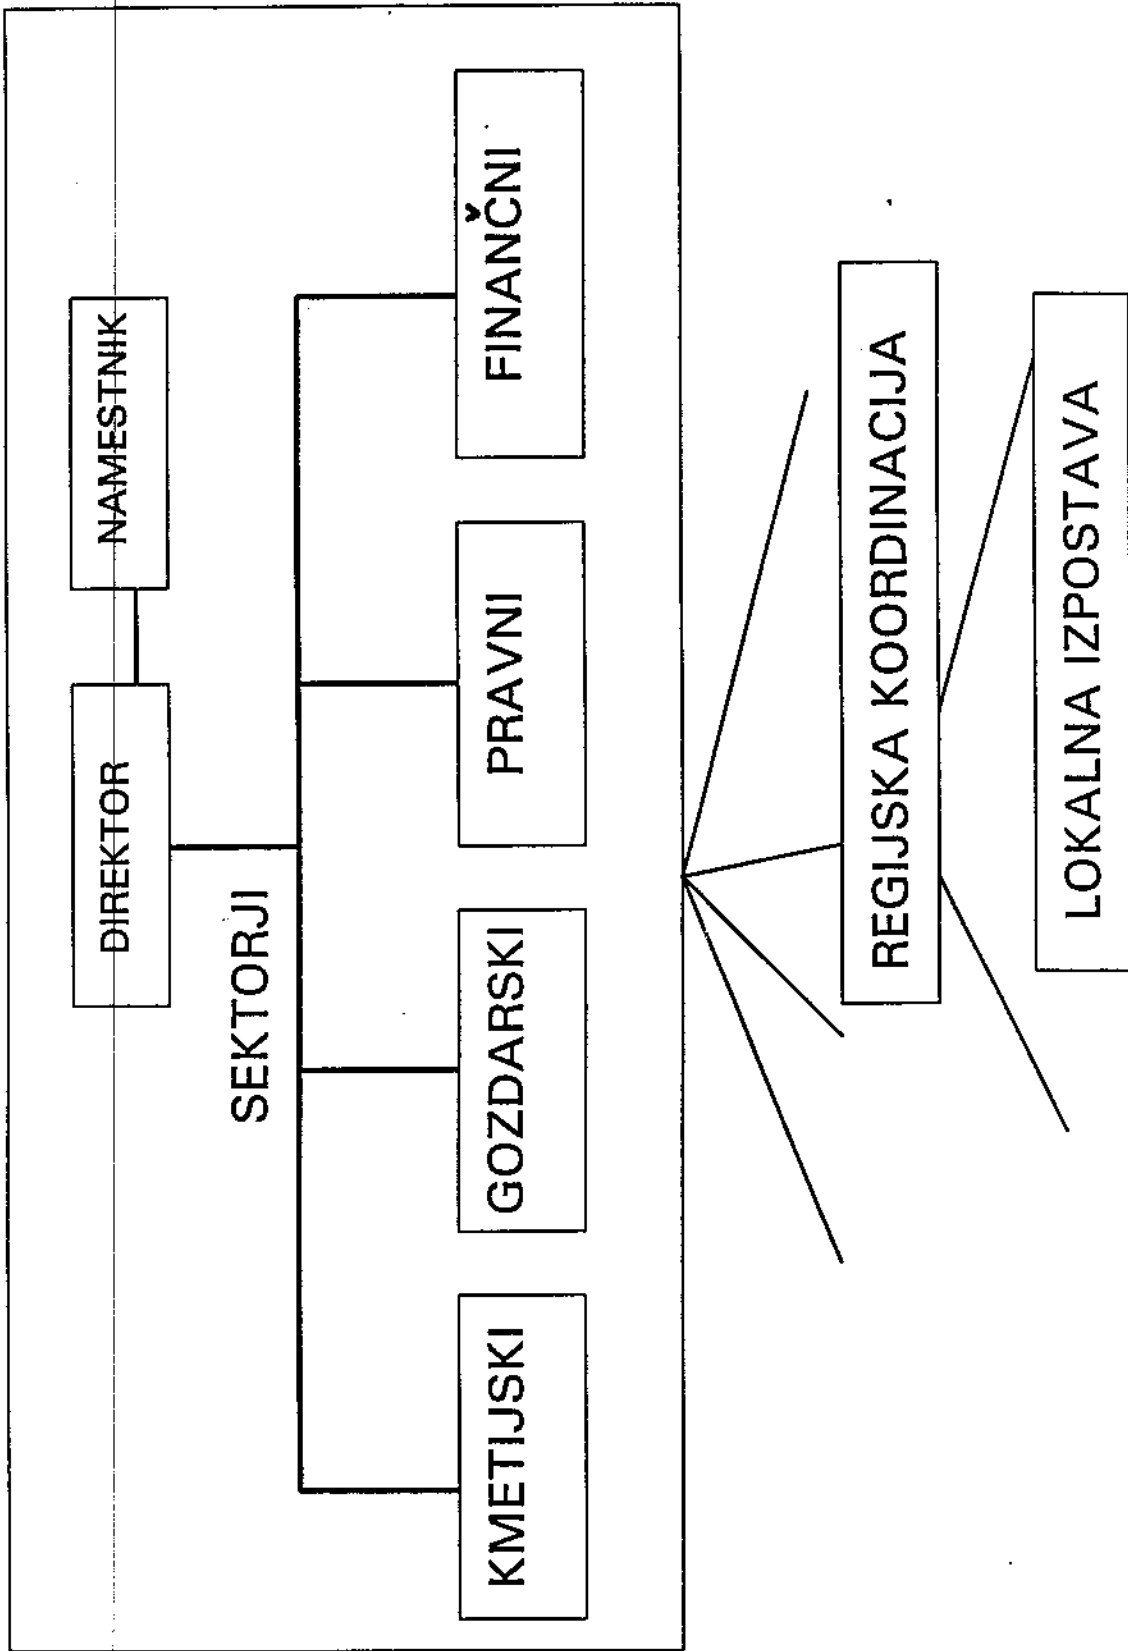 DIREKTOR
NAMESTNIK
SEKTORJI
KMETIJSKI
GOZDARSKI
PRAVNI
FINANČNI
REGIJSKA KOORDINACIJA
LOKALNA IZPOSTAVA